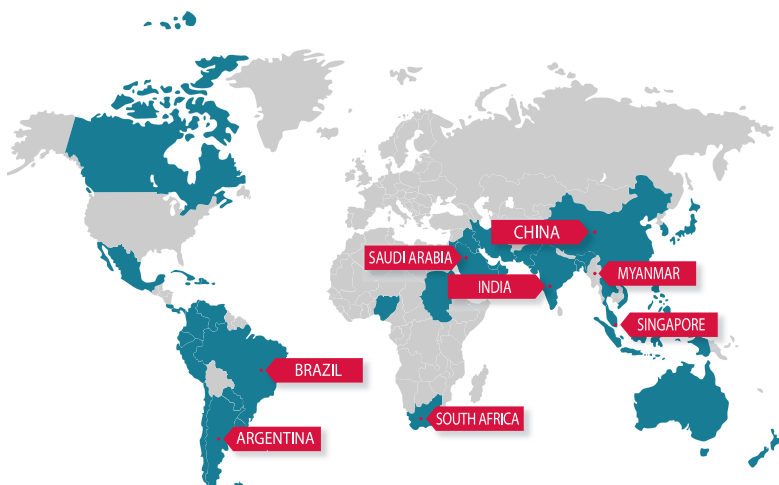 CHINA
SAUDI ARABIA
MYANMAR
INDIA
SINGAPORE
BRAZIL
SOUTH AFRICA
ARGENTINA